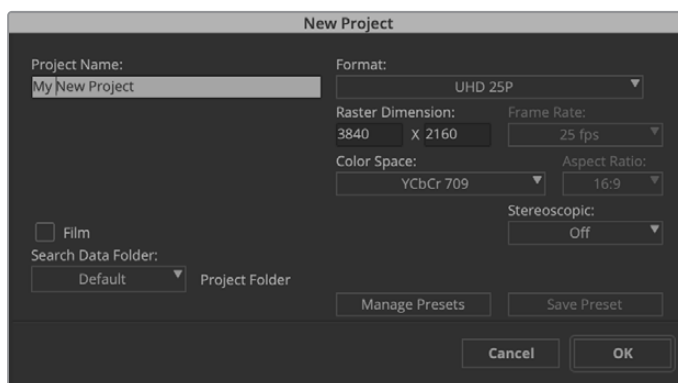 New Project
Project Name:
My New Project
Format:
UHD 25P
Raster Dimension:
3840 X 2160
Frame Rate:
25 fps
Color Space:
YCbCr 709
Aspect Ratio:
16:9
Stereoscopic:
Off
Film
Search Data Folder:
Default
Project Folder
Manage Presets
Save Preset
Cancel
OK